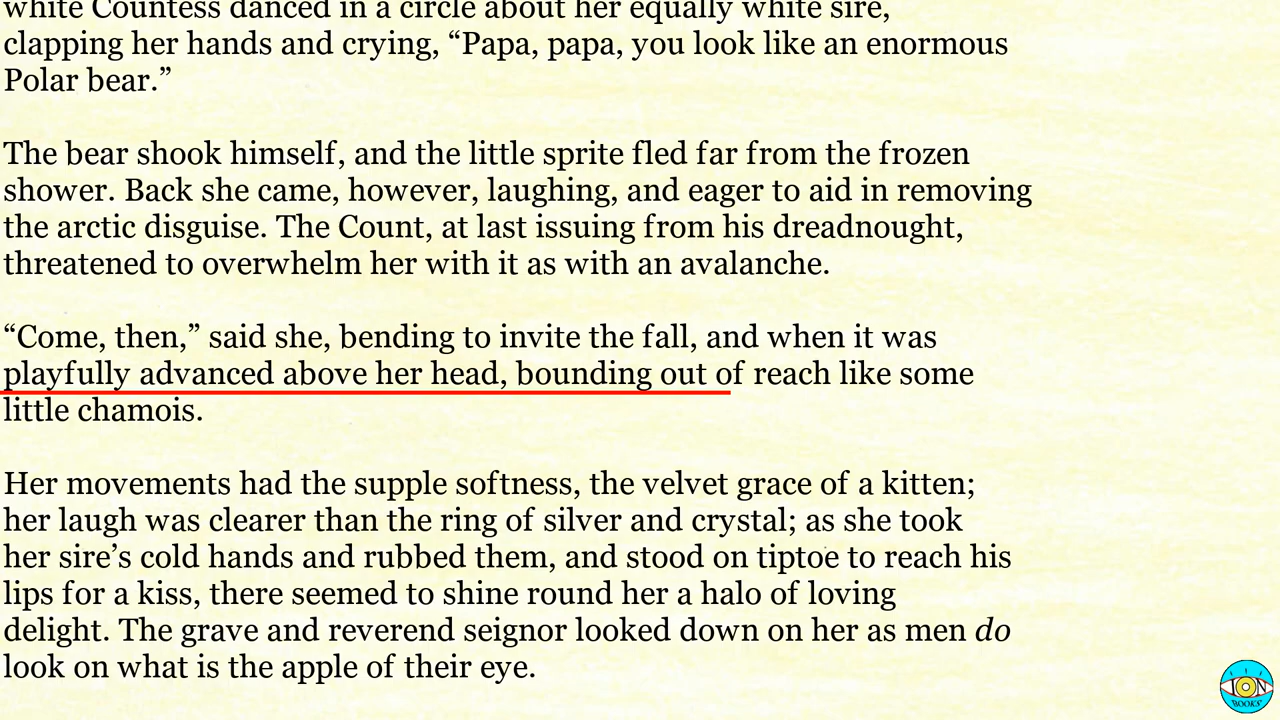 white Countess danced in a circle about her equally white sire,
clapping her hands and crying, “Papa, papa, you look like an enormous
Polar bear.”
The bear shook himself, and the little sprite fled far from the frozen
shower. Back she came, however, laughing, and eager to aid in removing
the arctic disguise. The Count, at last issuing from his dreadnought,
threatened to overwhelm her with it as with an avalanche.
“Come, then,” said she, bending to invite the fall, and when it was
playfully advanced above her head, bounding out of reach like some
little chamois.
Her movements had the supple softness, the velvet grace of a kitten;
her laugh was clearer than the ring of silver and crystal; as she took
her sire’s cold hands and rubbed them, and stood on tiptoe to reach his
lips for a kiss, there seemed to shine round her a halo of loving
delight. The grave and reverend seignor looked down on her as men do
look on what is the apple of their eye.
ION
BOOKS